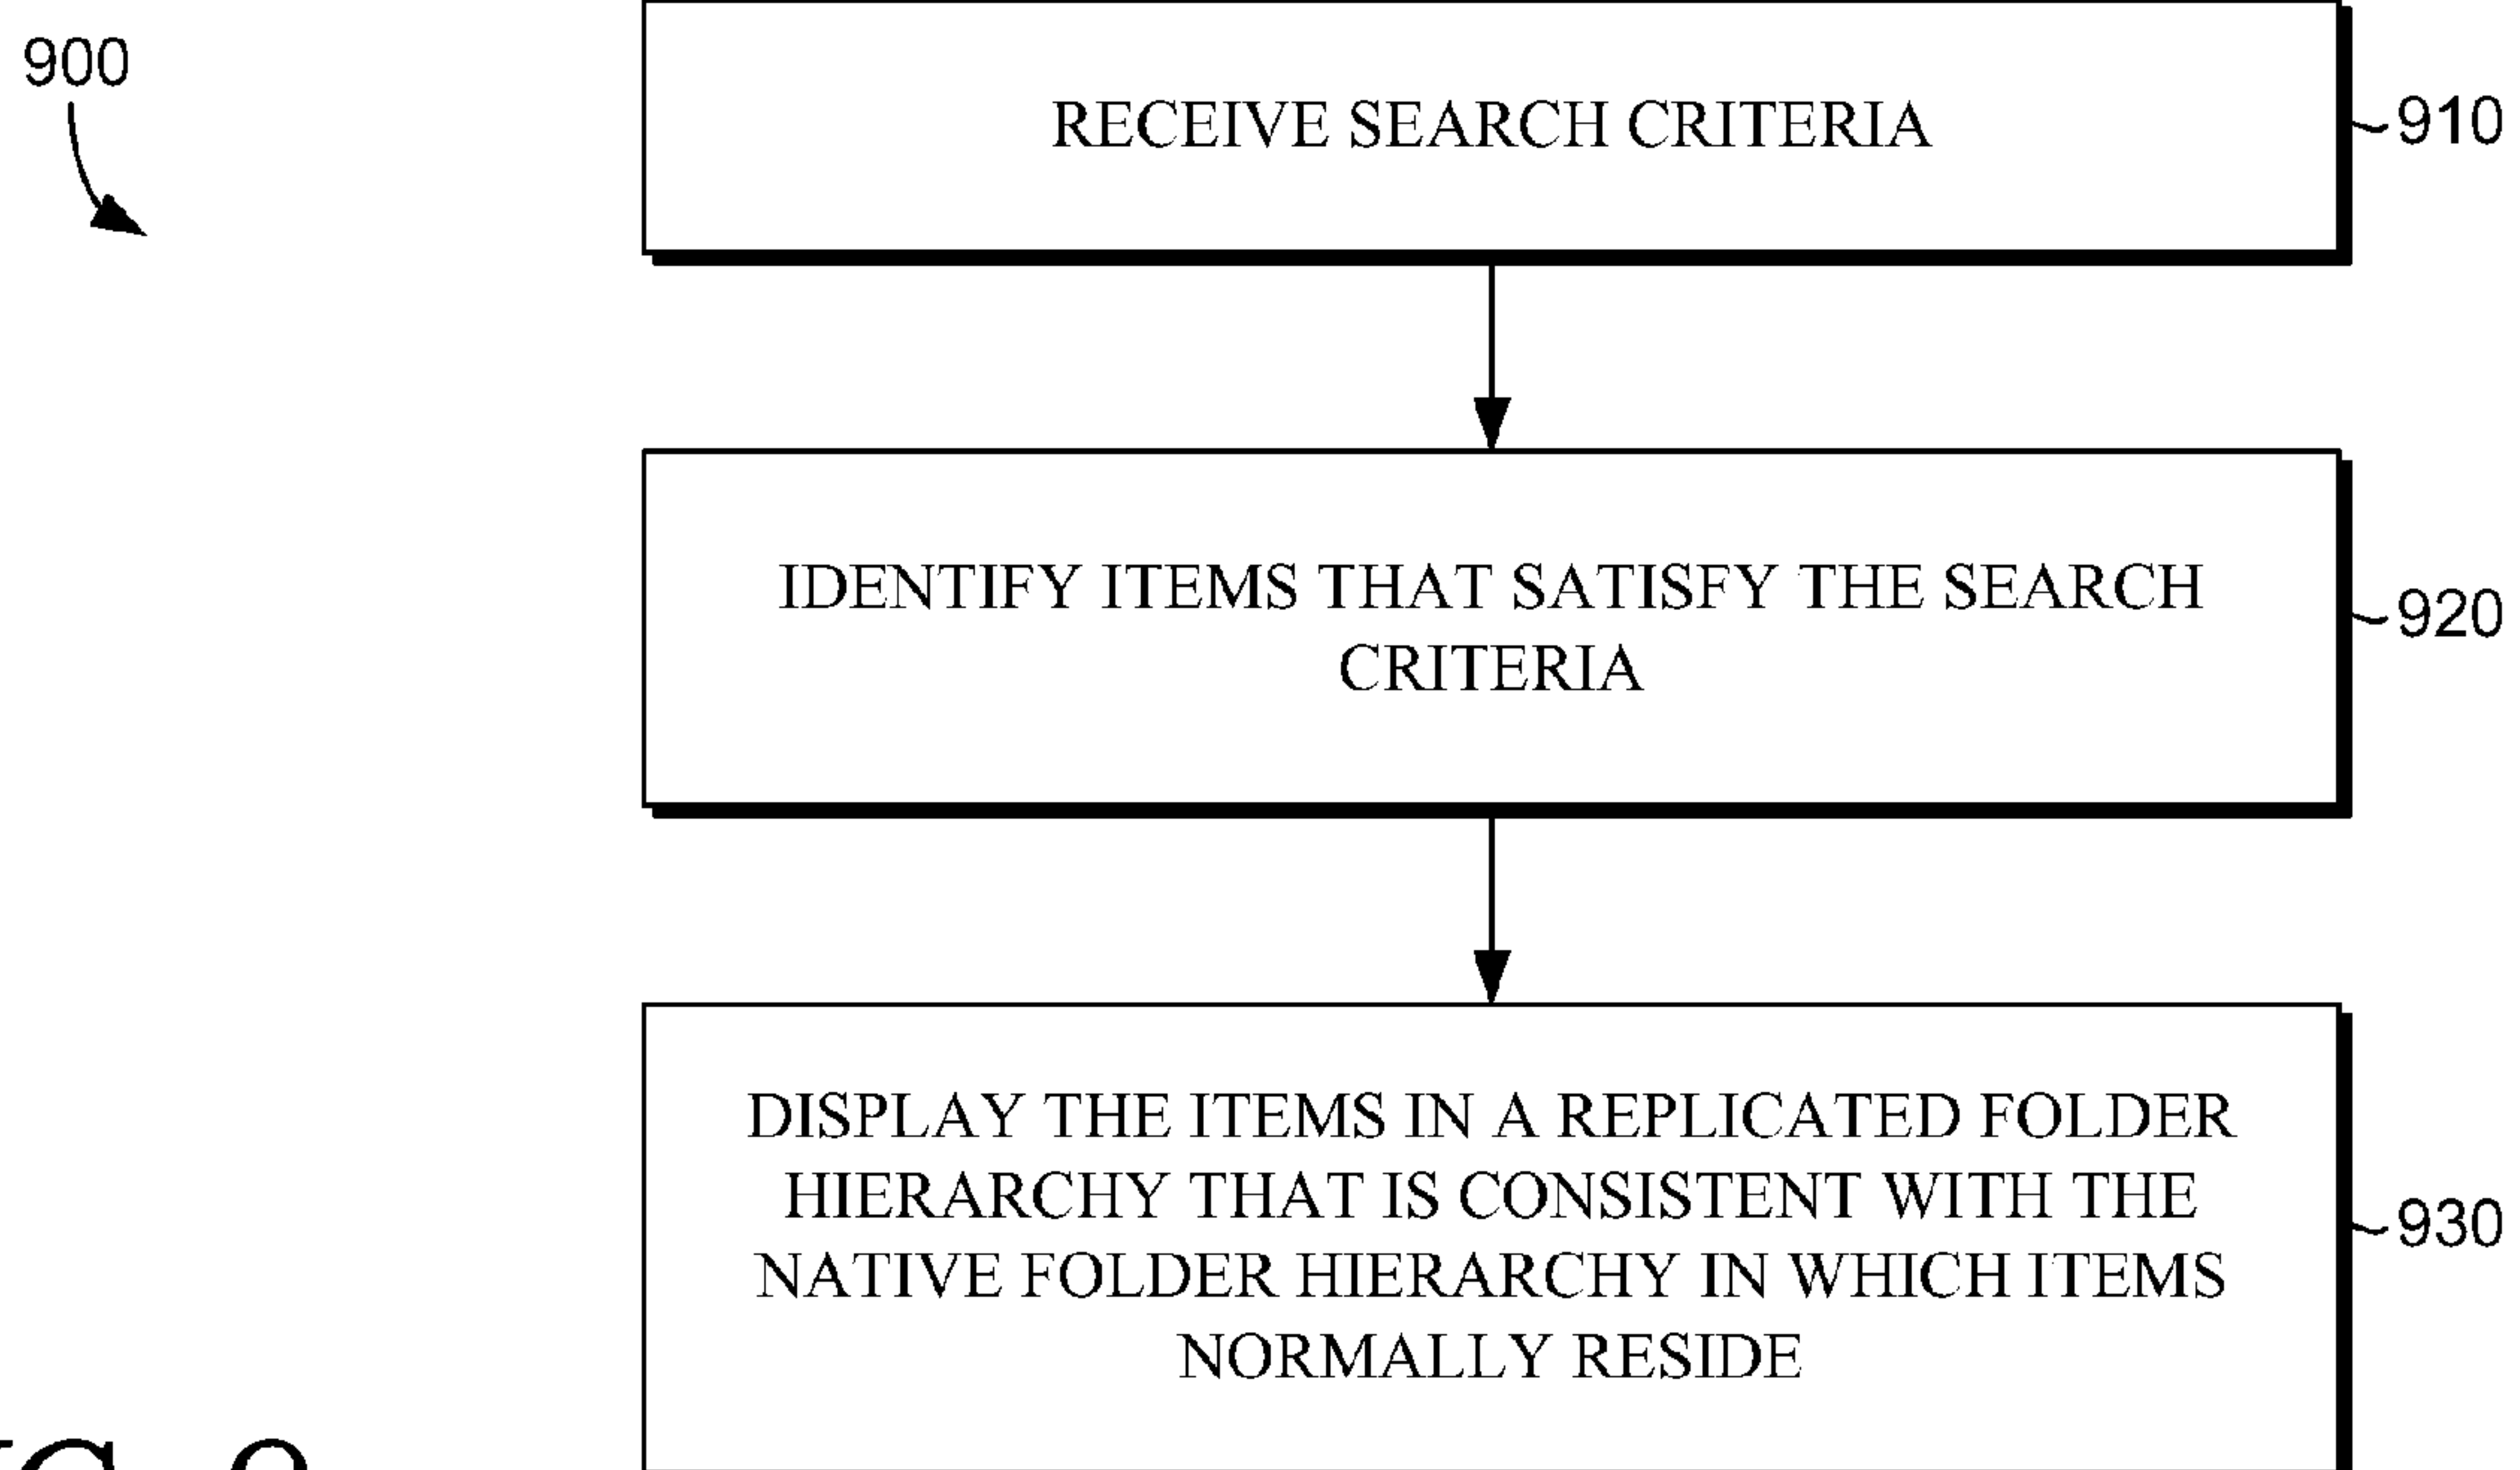 900
RECEIVE SEARCH CRITERIA
910
IDENTIFY ITEMS THAT SATISFY THE SEARCH
CRITERIA
920
DISPLAY THE ITEMS IN A REPLICATED FOLDER
HIERARCHY THAT IS CONSISTENT WITH THE
NATIVE FOLDER HIERARCHY IN WHICH ITEMS
NORMALLY RESIDE
930